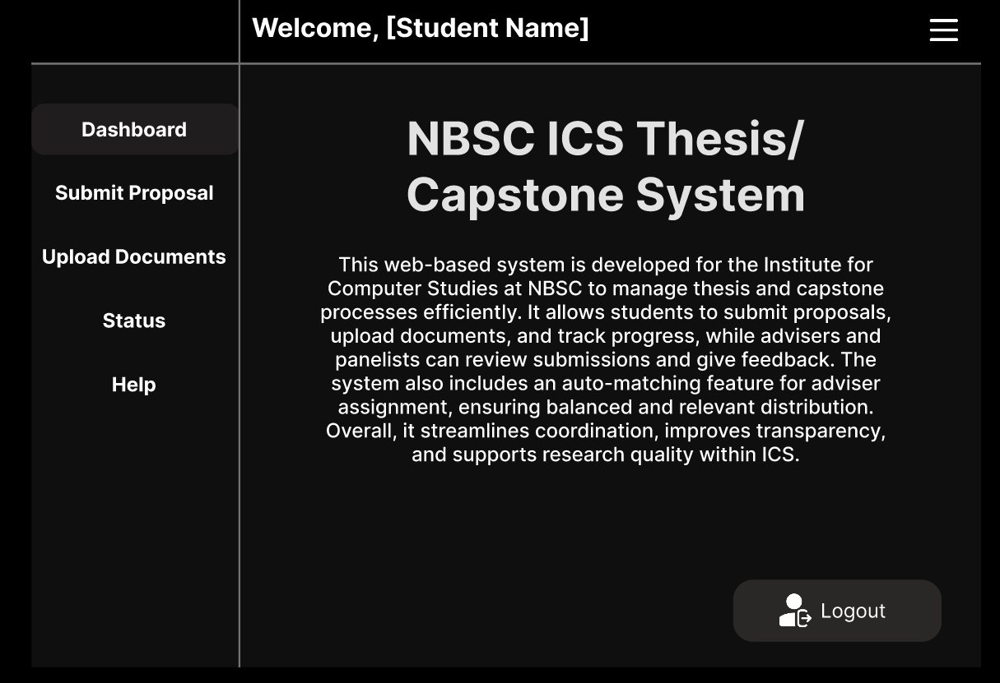 Welcome, [Student Name]
Dashboard
Submit Proposal
Upload Documents
Status
Help
NBSC ICS Thesis/
Capstone System
This web-based system is developed for the Institute for
Computer Studies at NBSC to manage thesis and capstone
processes efficiently. It allows students to submit proposals,
upload documents, and track progress, while advisers and
panelists can review submissions and give feedback. The
system also includes an auto-matching feature for adviser
assignment, ensuring balanced and relevant distribution.
Overall, it streamlines coordination, improves transparency,
and supports research quality within ICS.
Logout